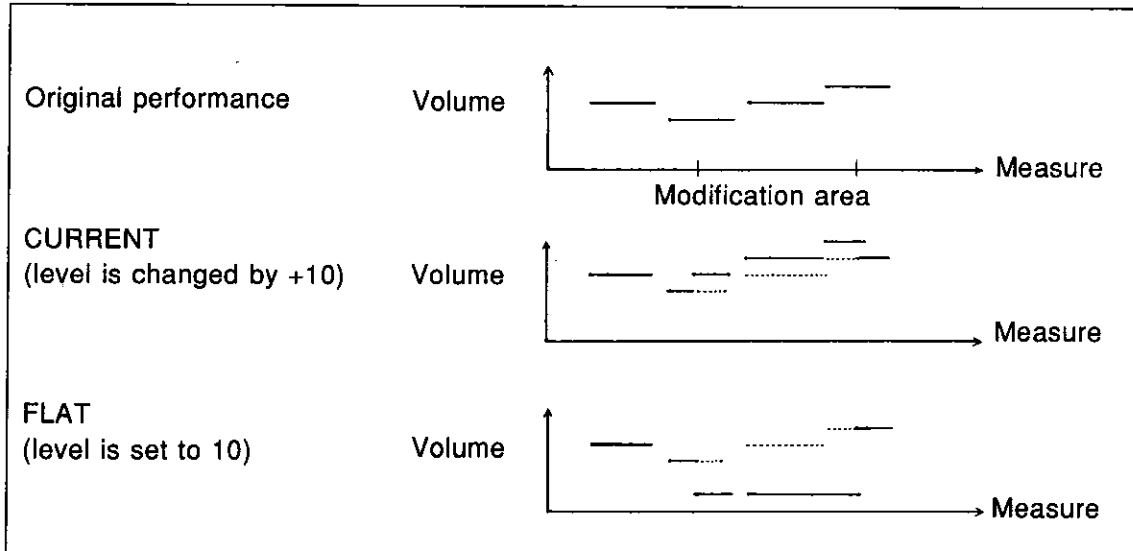 Original performance
Volume
Measure
Modification area
CURRENT
(level is changed by +10)
Volume
Measure
FLAT
(level is set to 10)
Volume
Measure